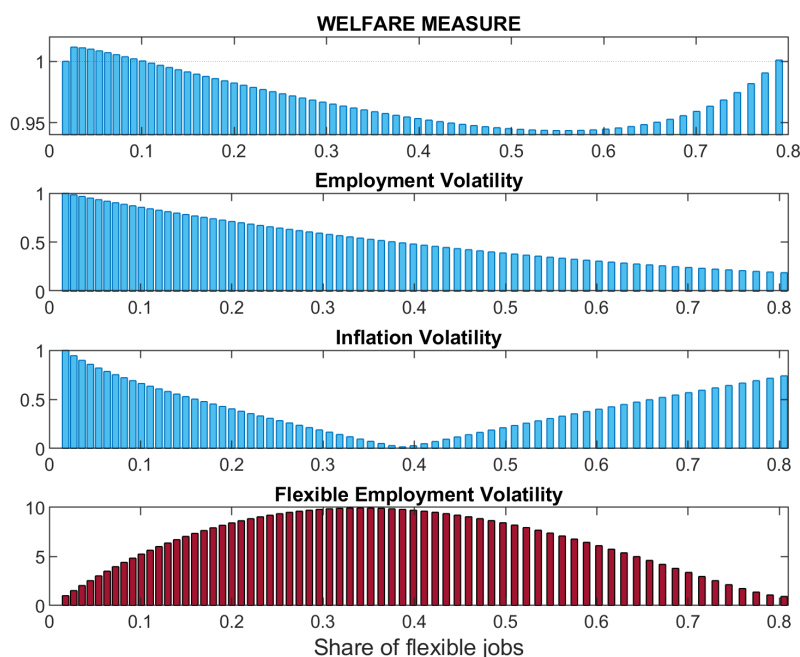 WELFARE MEASURE
1
0.95
0 0.1 0.2 0.3 0.4 0.5 0.6 0.7 0.8
Employment Volatility
1
0.5
0
0 0.1 0.2 0.3 0.4 0.5 0.6 0.7 0.8
Inflation Volatility
1
0.5
0
0 0.1 0.2 0.3 0.4 0.5 0.6 0.7 0.8
Flexible Employment Volatility
10
5
0
0 0.1 0.2 0.3 0.4 0.5 0.6 0.7 0.8
Share of flexible jobs